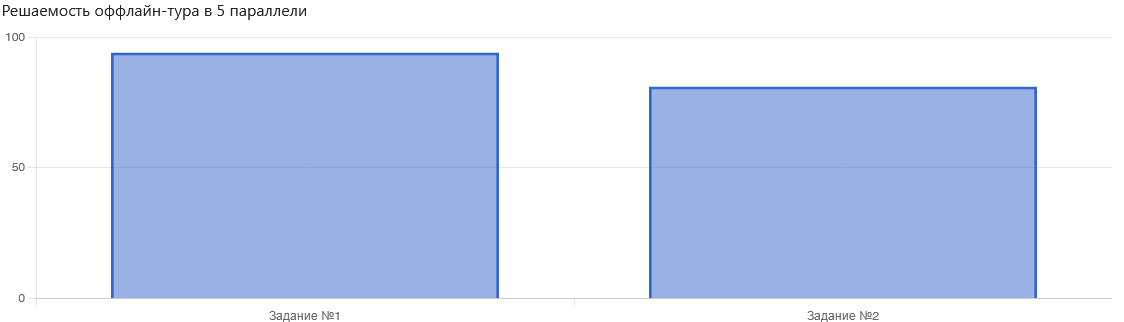 Решаемость оффлайн-тура в 5 параллели
100
50
0
Задание №1
Задание №2